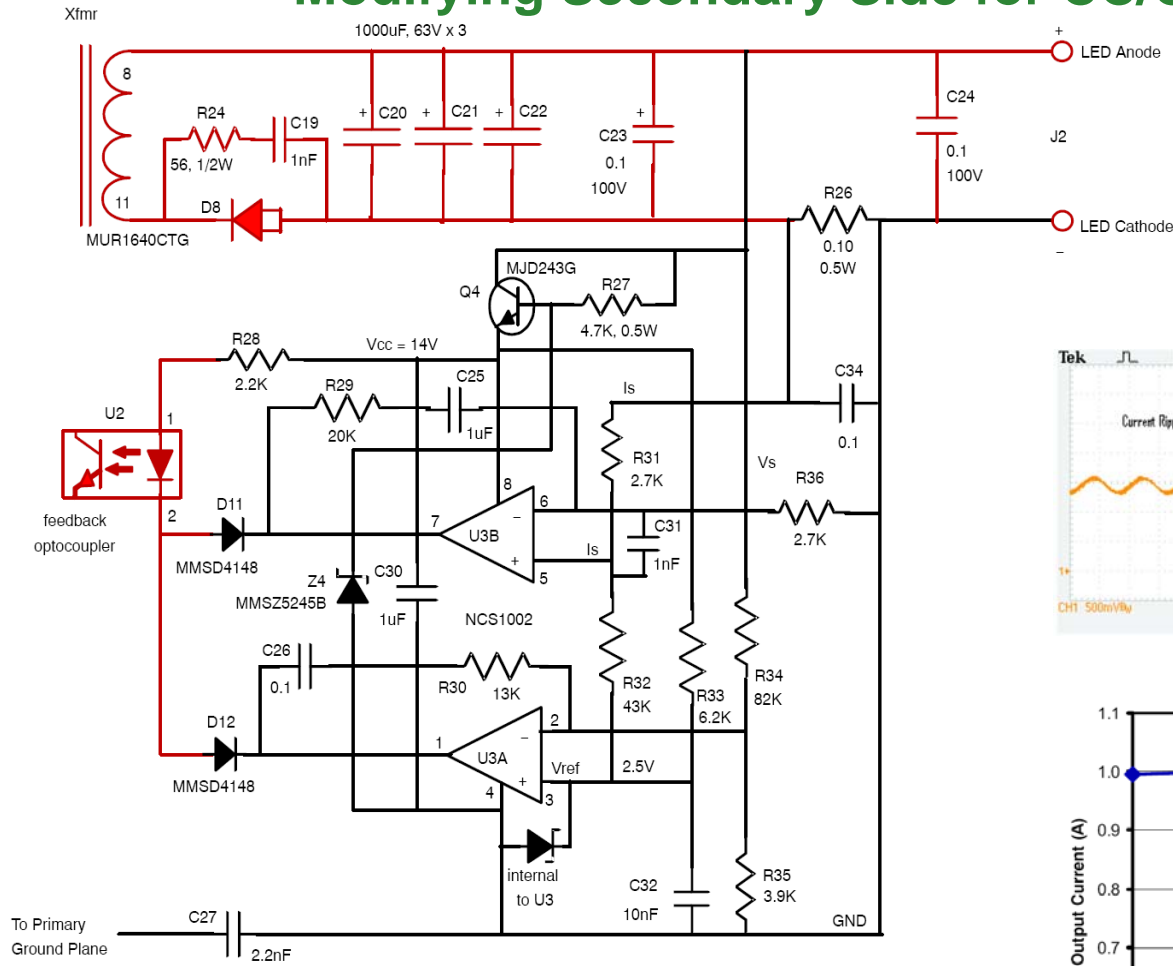 Xfmr
1000uF, 63V x 3
+
LED Anode
8
R24
C19
+ C20
+ C21
+ C22
+
C23
0.1
100V
C24
0.1
100V
J2
56, 1/2W
1nF
11
D8
MUR1640CTG
R26
0.10
0.5W
LED Cathode
−
MJD243G
Q4
R27
4.7K, 0.5W
R28
2.2K
Vcc = 14V
R29
20K
C25
1uF
Is
C34
0.1
Tek
U2
1
2
feedback
optocoupler
R31
2.7K
Vs
R36
2.7K
D11
MMSD4148
8
7
6
−
U3B
+
5
Is
C31
1nF
Z4
MMSZ5245B
C30
1uF
NCS1002
1
CH1 500mV
C26
0.1
R30
13K
R32
43K
R33
6.2K
R34
82K
D12
MMSD4148
1
2
−
U3A
+
4
3
Vref
2.5V
internal
to U3
C32
10nF
R35
3.9K
GND
To Primary
Ground Plane
C27
2.2nF
1.1
1.0
0.9
0.8
0.7
Output Current (A)